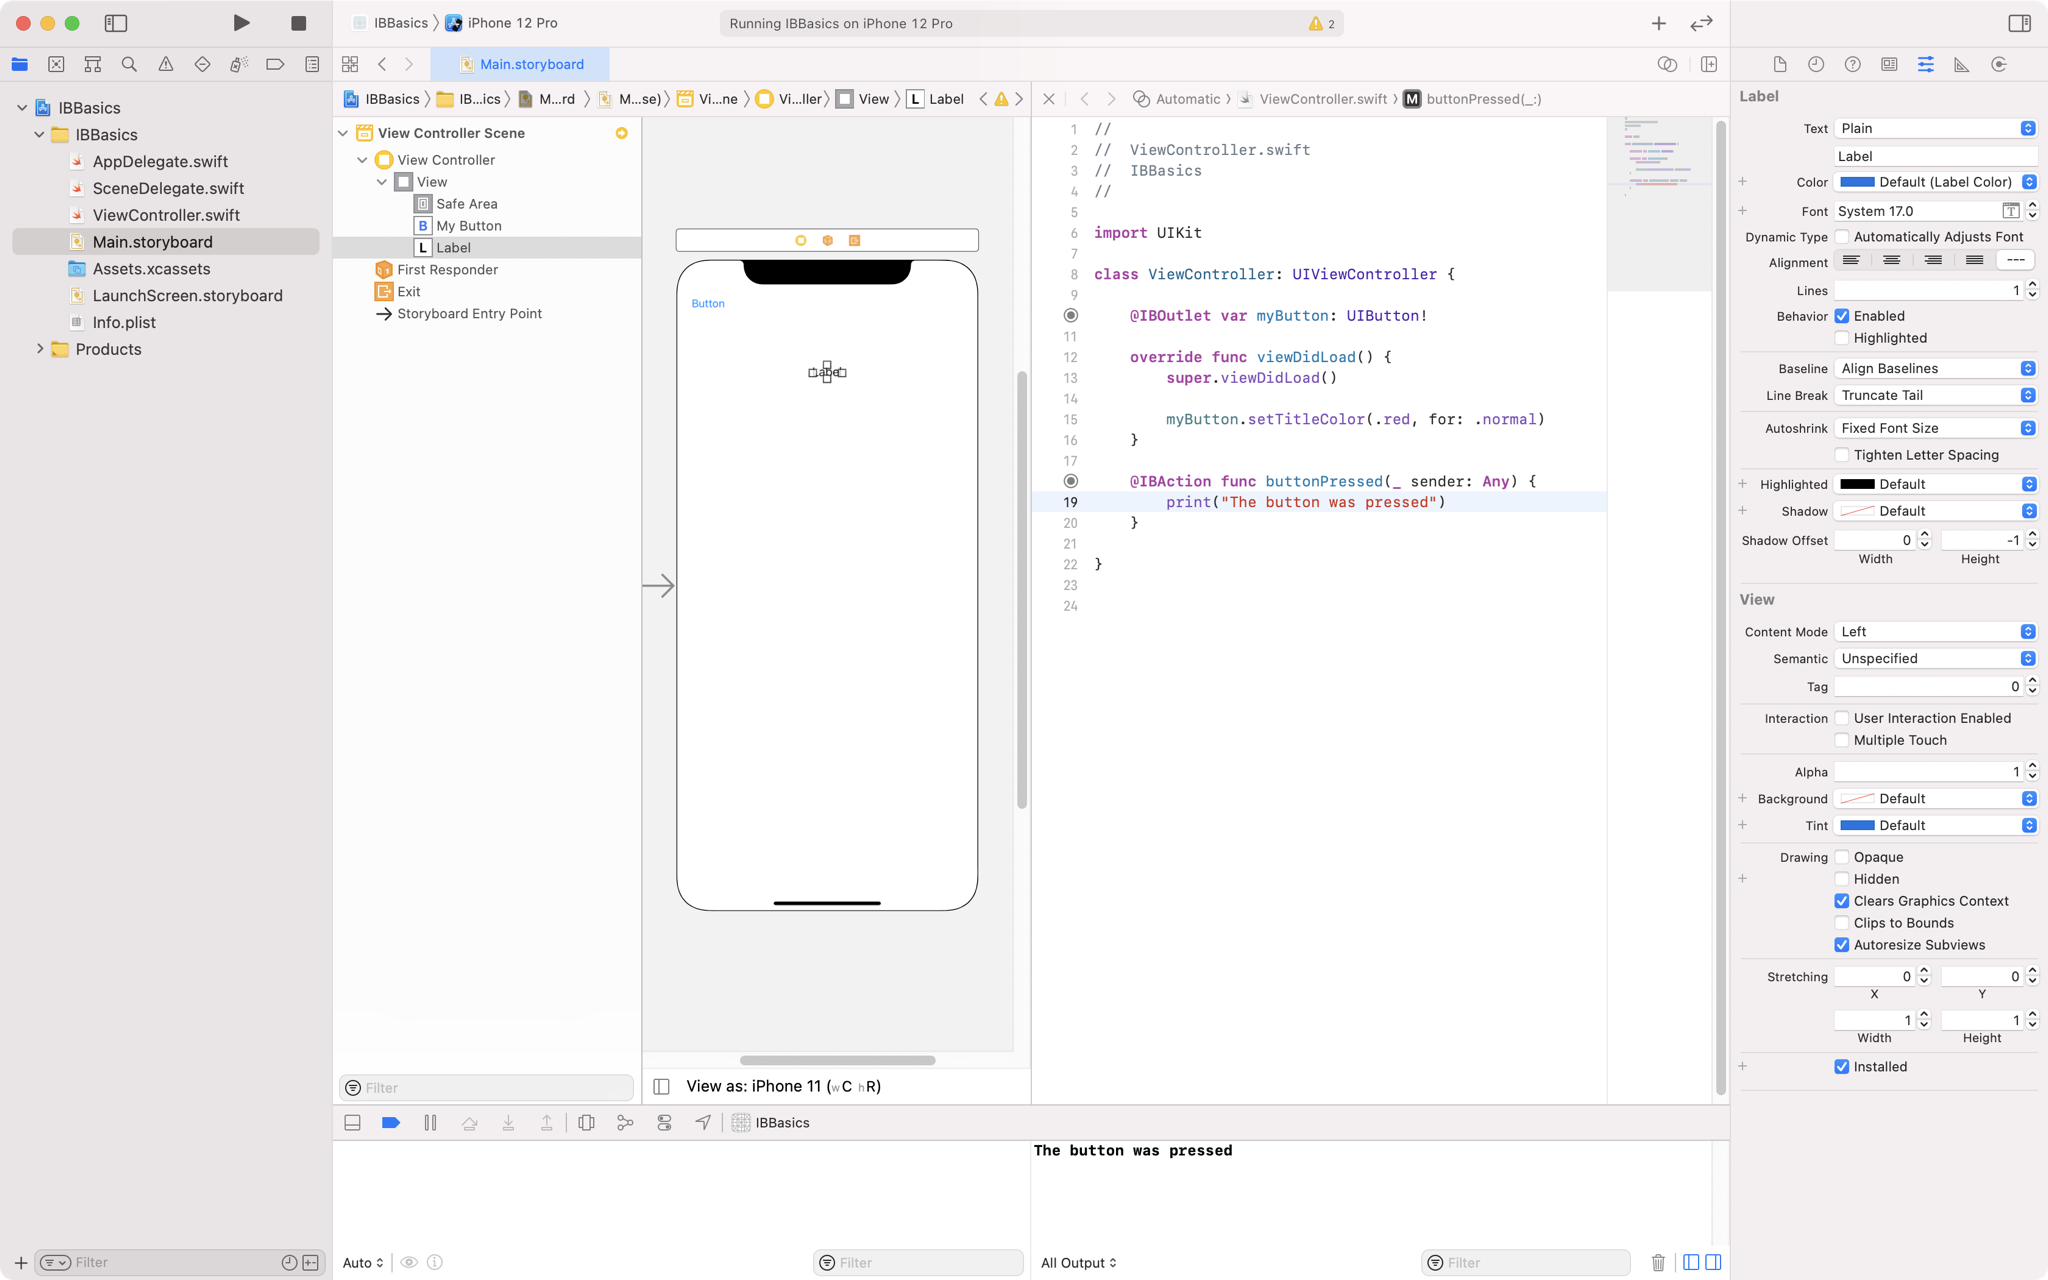 IBBasics
iPhone 12 Pro
Running IBBasics on iPhone 12 Pro
2
Main.storyboard
IBBasics
IB...ics
M...rd
M...se)
Vi...ne
Vi...ller
View
L
Label
Automatic
ViewController.swift
M
buttonPressed(_:)
IBBasics
IBBasics
AppDelegate.swift
SceneDelegate.swift
ViewController.swift
Main.storyboard
Assets.xcassets
LaunchScreen.storyboard
Info.plist
Products
Filter
View Controller Scene
View Controller
View
Safe Area
B My Button
L Label
First Responder
Exit
Storyboard Entry Point
Filter
Button
Label
View as: iPhone 11 (wC hR)
1 //
2 //  ViewController.swift
3 //  IBBasics
4 //
5
6 import UIKit
7
8 class ViewController: UIViewController {
9
@IBOutlet var myButton: UIButton!
11
12 override func viewDidLoad() {
13 super.viewDidLoad()
14
15 myButton.setTitleColor(.red, for: .normal)
16 }
17
@IBAction func buttonPressed(_ sender: Any) {
19 print("The button was pressed")
20 }
21
22 }
23
24
Label
Text Plain
Label
Color Default (Label Color)
Font System 17.0 T
Dynamic Type Automatically Adjusts Font
Alignment ---
Lines 1
Behavior Enabled
Highlighted
Baseline Align Baselines
Line Break Truncate Tail
Autoshrink Fixed Font Size
Tighten Letter Spacing
Highlighted Default
Shadow Default
Shadow Offset 0 -1
Width Height
View
Content Mode Left
Semantic Unspecified
Tag 0
Interaction User Interaction Enabled
Multiple Touch
Alpha 1
Background Default
Tint Default
Drawing Opaque
Hidden
Clears Graphics Context
Clips to Bounds
Autoresize Subviews
Stretching 0 0
X Y
1 1
Width Height
Installed
IBBasics
The button was pressed
Auto
Filter
All Output
Filter